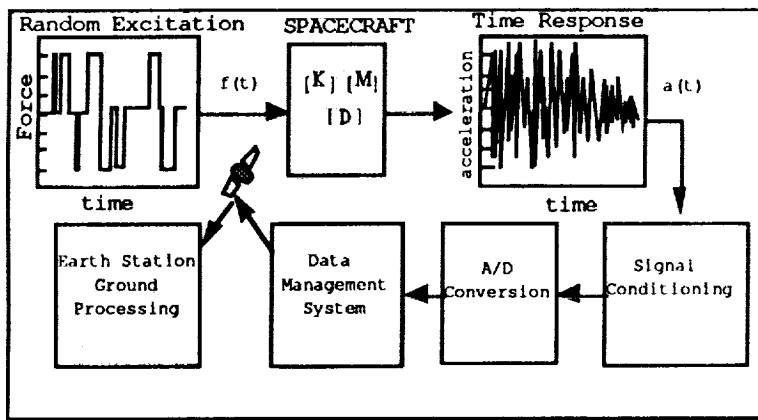 Random Excitation
SPACECRAFT
Time Response
Force
f(t)
[K] [M]
[D]
acceleration
a(t)
time
time
Earth Station
Ground
Processing
Data
Management
System
A/D
Conversion
Signal
Conditioning